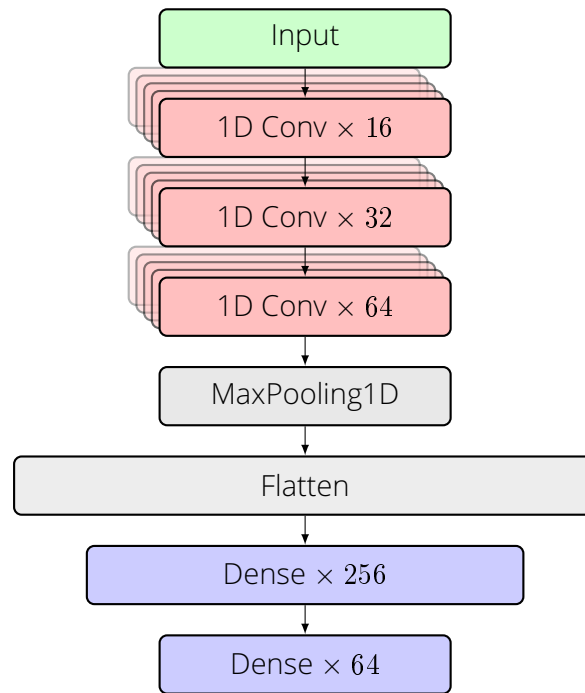 Input
1D Conv × 16
1D Conv × 32
1D Conv × 64
MaxPooling1D
Flatten
Dense × 256
Dense × 64